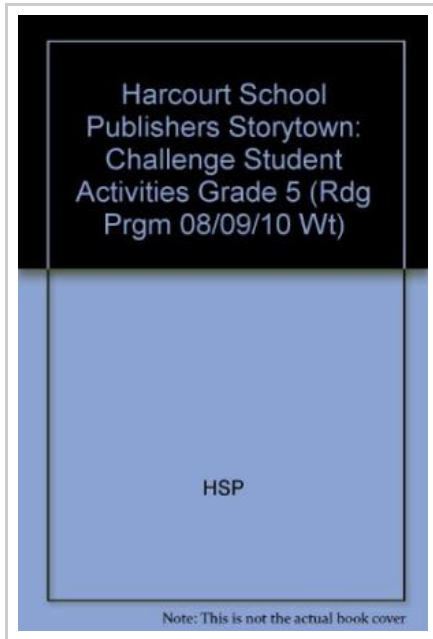 Harcourt School
Publishers Storytown:
Challenge Student
Activities Grade 5 (Rdg
Prgm 08/09/10 Wt)
HSP
Note: This is not the actual book cover